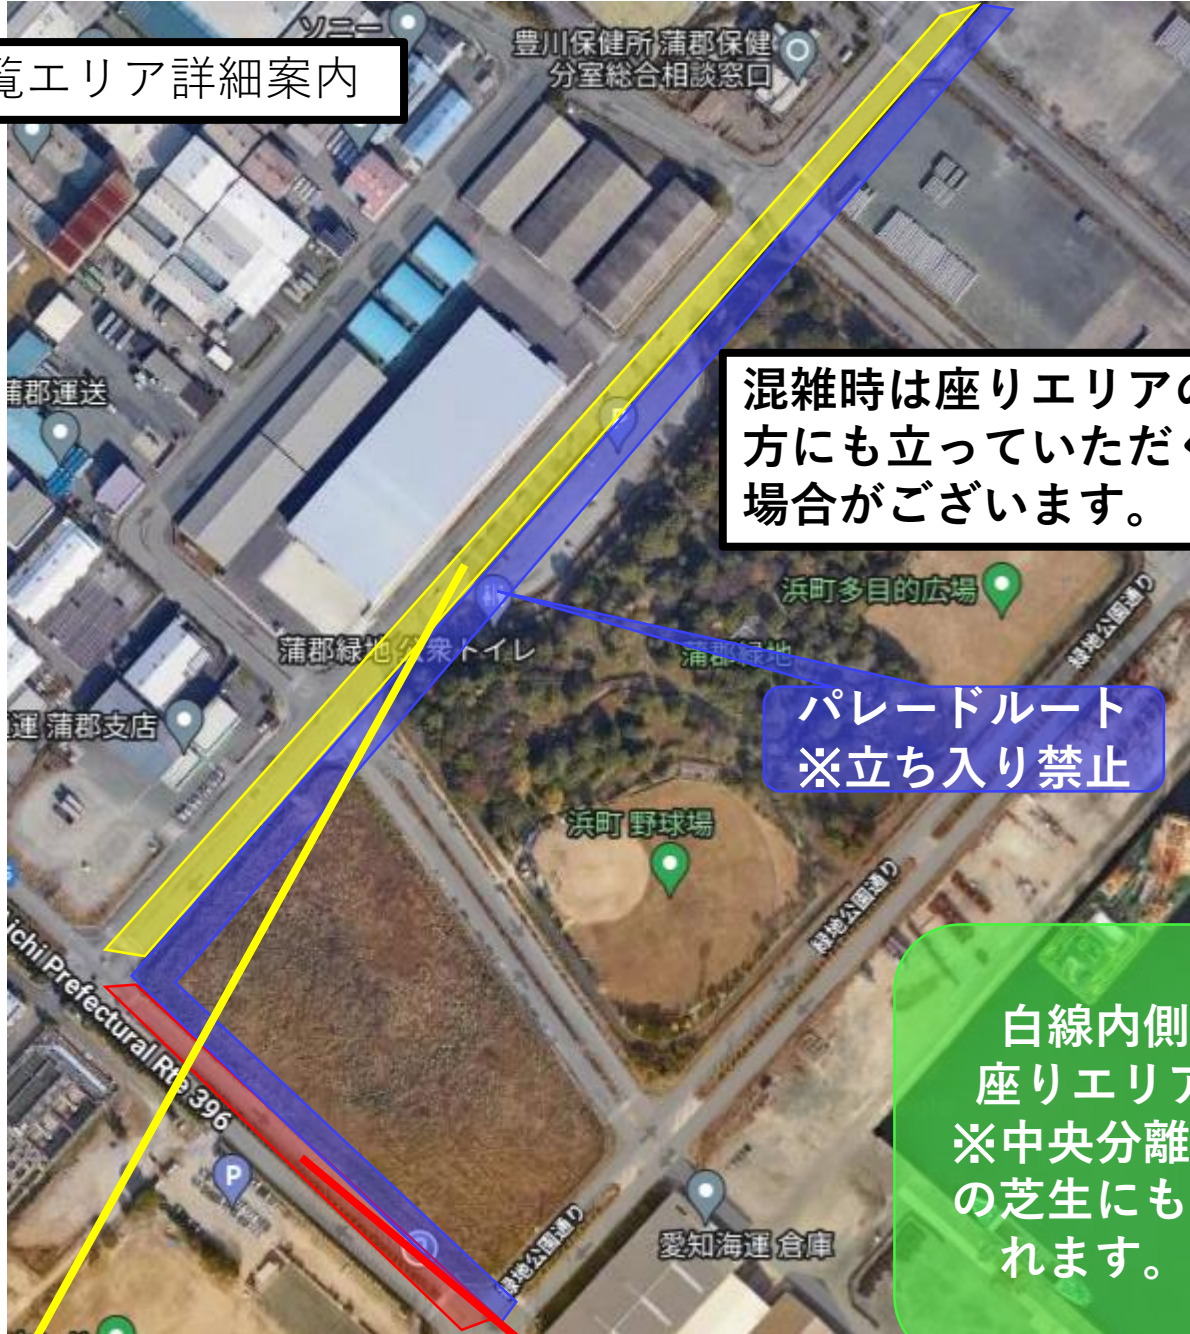 ソニー
豊川保健所 蒲郡保健
分室総合相談窓口
覧エリア詳細案内
蒲郡運送
混雑時は座りエリアの
方にも立っていただく
場合がございます。
浜町多目的広場
緑地公園通り
蒲郡緑地 公衆トイレ
蒲郡緑地
運 蒲郡支店
パレードルート
※立ち入り禁止
浜町 野球場
緑地公園通り
ichi Prefectural Rte 396
白線内側
座りエリア
※中央分離
の芝生にも
れます。
P
緑地公園通り
愛知海運 倉庫